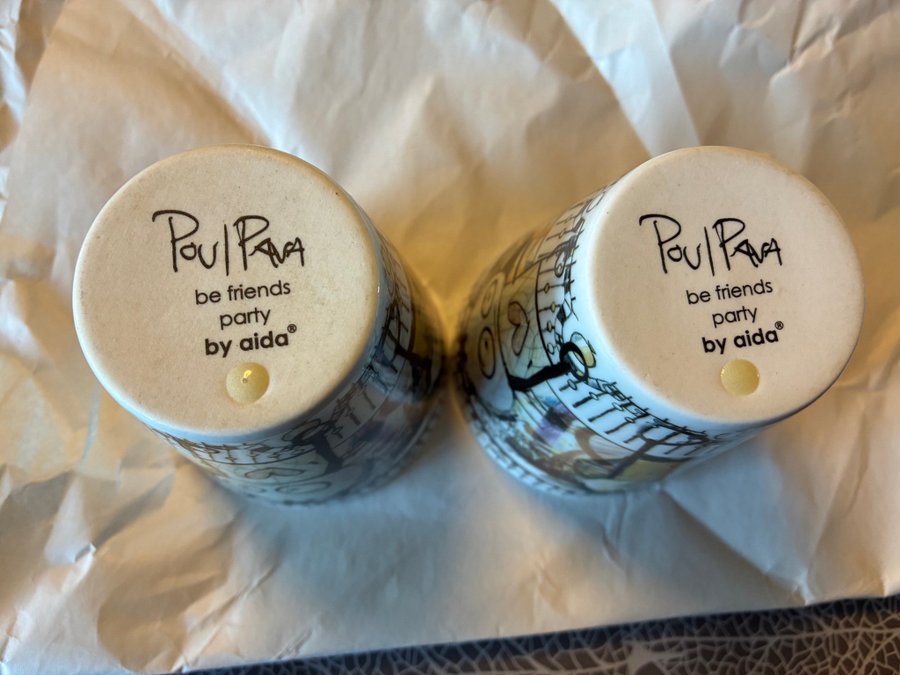 Poul Pava
be friends
party
by aida®
Poul Pava
be friends
party
by aida®